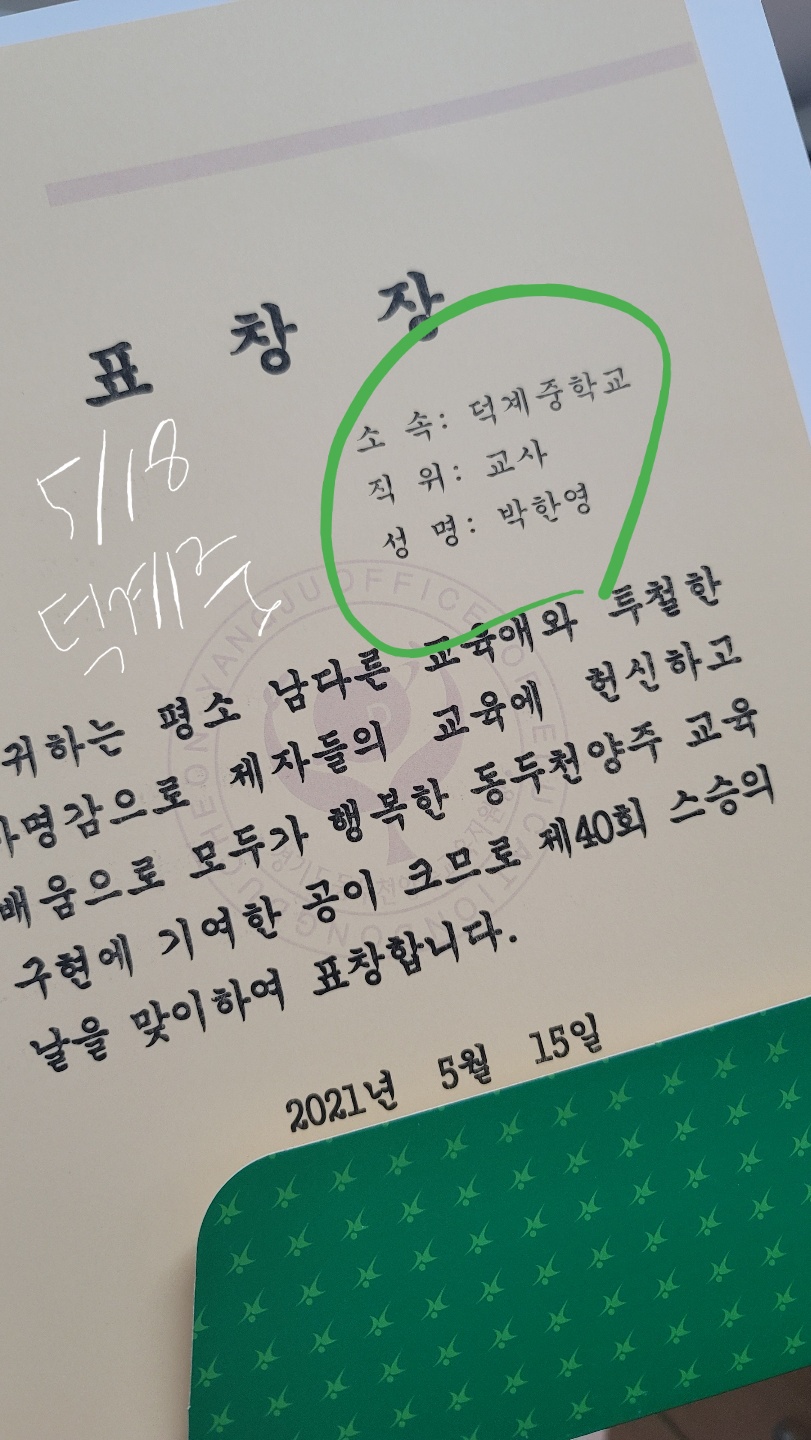 표 창 장
소 속: 덕계중학교
직 위: 교사
성 명: 박한영
5/18
덕계중
귀하는 평소 남다른 교육애와 투철한
사명감으로 제자들의 교육에 헌신하고
배움으로 모두가 행복한 동두천양주 교육
구현에 기여한 공이 크므로 제40회 스승의
날을 맞이하여 표창합니다.
2021년 5월 15일